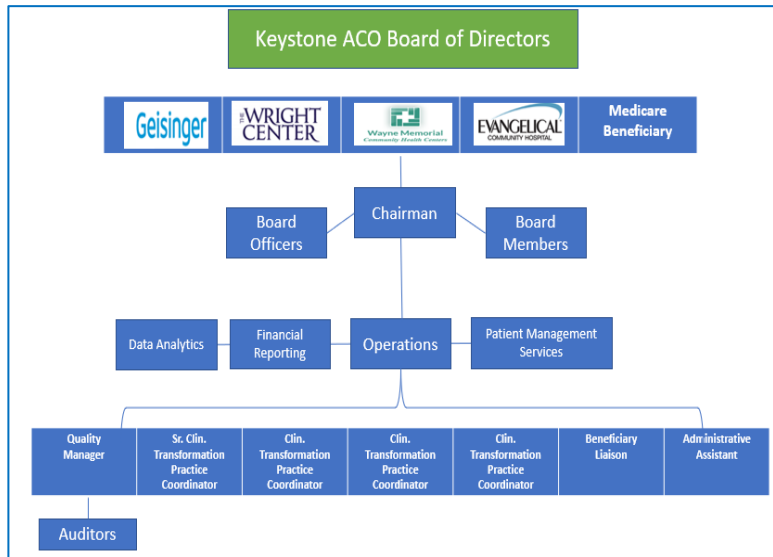 Keystone ACO Board of Directors
Geisinger
THE
WRIGHT
CENTER
Wayne Memorial
Community Health Centers
EVANGELICAL
COMMUNITY HOSPITAL
Medicare
Beneficiary
Chairman
Board
Officers
Board
Members
Data Analytics
Financial
Reporting
Operations
Patient Management
Services
Quality
Manager
Sr. Clin.
Transformation
Practice
Coordinator
Clin.
Transformation
Practice
Coordinator
Clin.
Transformation
Practice
Coordinator
Clin.
Transformation
Practice
Coordinator
Beneficiary
Liaison
Administrative
Assistant
Auditors